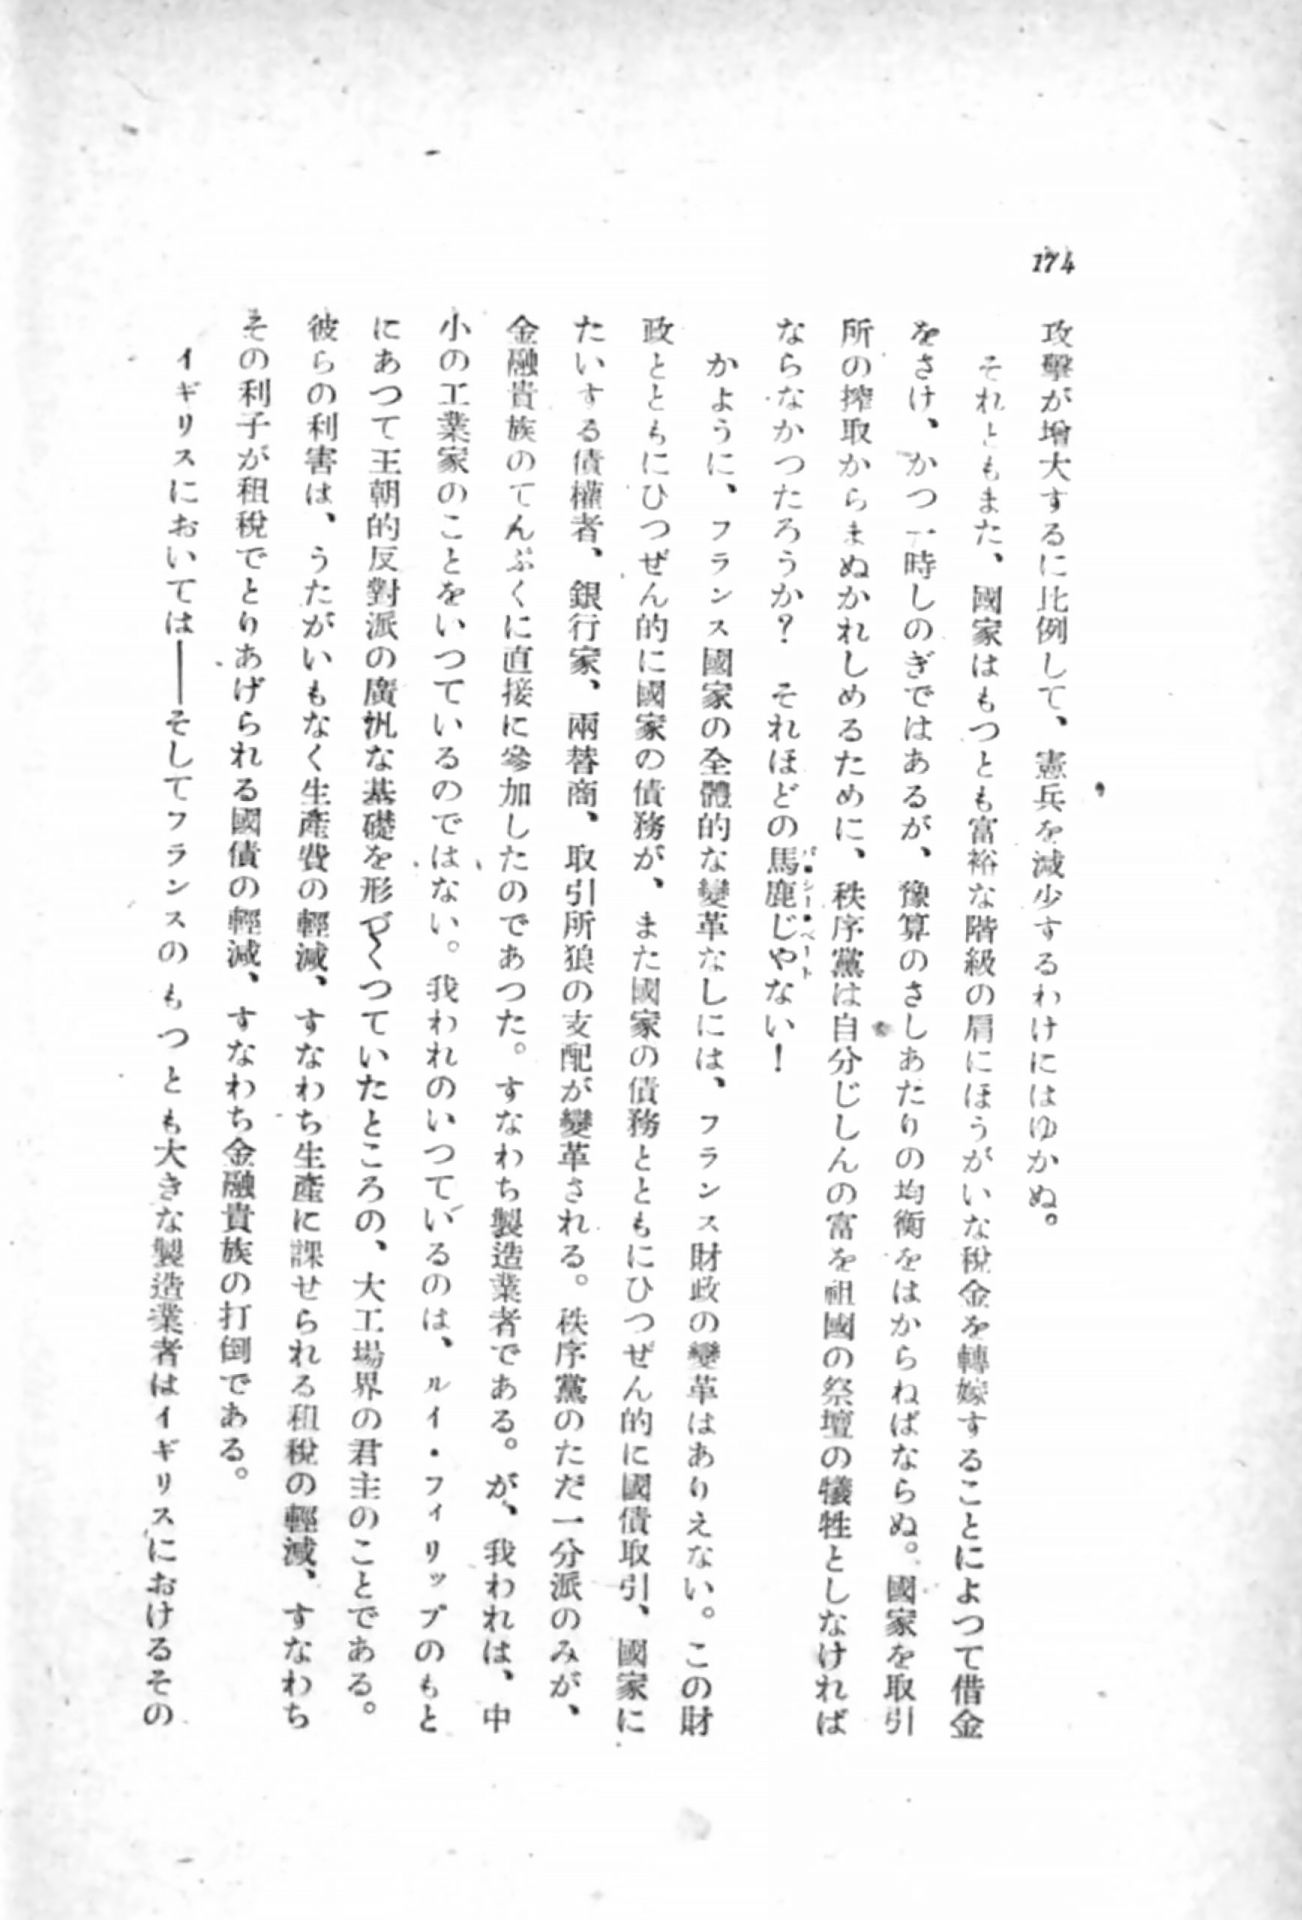 174
攻擊が增大するに比例して、憲兵を減少するわけにはゆかぬ。
それともまた、國家はもつとも富裕な階級の肩にほうがいな稅金を轉嫁することによつて借金
をさけ、かつ一時しのぎではあるが、豫算のさしあたりの均衡をはからねばならぬ。國家を取引
所の搾取からまぬかれしめるために、秩序黨は自分じしんの富を祖國の祭壇の犧牲としなければ
ならなかつたろうか？　それほどの馬鹿じやない！
パ・シー・ベート
かように、フランス國家の全體的な變革なしには、フランス財政の變革はありえない。この財
政とともにひつぜん的に國家の債務が、また國家の債務とともにひつぜん的に國債取引、國家に
たいする債權者、銀行家、兩替商、取引所狼の支配が變革される。秩序黨のただ一分派のみが、
金融貴族のてんぷくに直接に參加したのであつた。すなわち製造業者である。が、我われは、中
小の工業家のことをいつているのではない。我われのいつているのは、ルイ・フィリップのもと
にあつて王朝的反對派の廣汎な基礎を形づくつていたところの、大工場界の君主のことである。
彼らの利害は、うたがいもなく生產費の輕減、すなわち生產に課せられる租稅の輕減、すなわち
その利子が租稅でとりあげられる國債の輕減、すなわち金融貴族の打倒である。
イギリスにおいては――そしてフランスのもつとも大きな製造業者はイギリスにおけるその